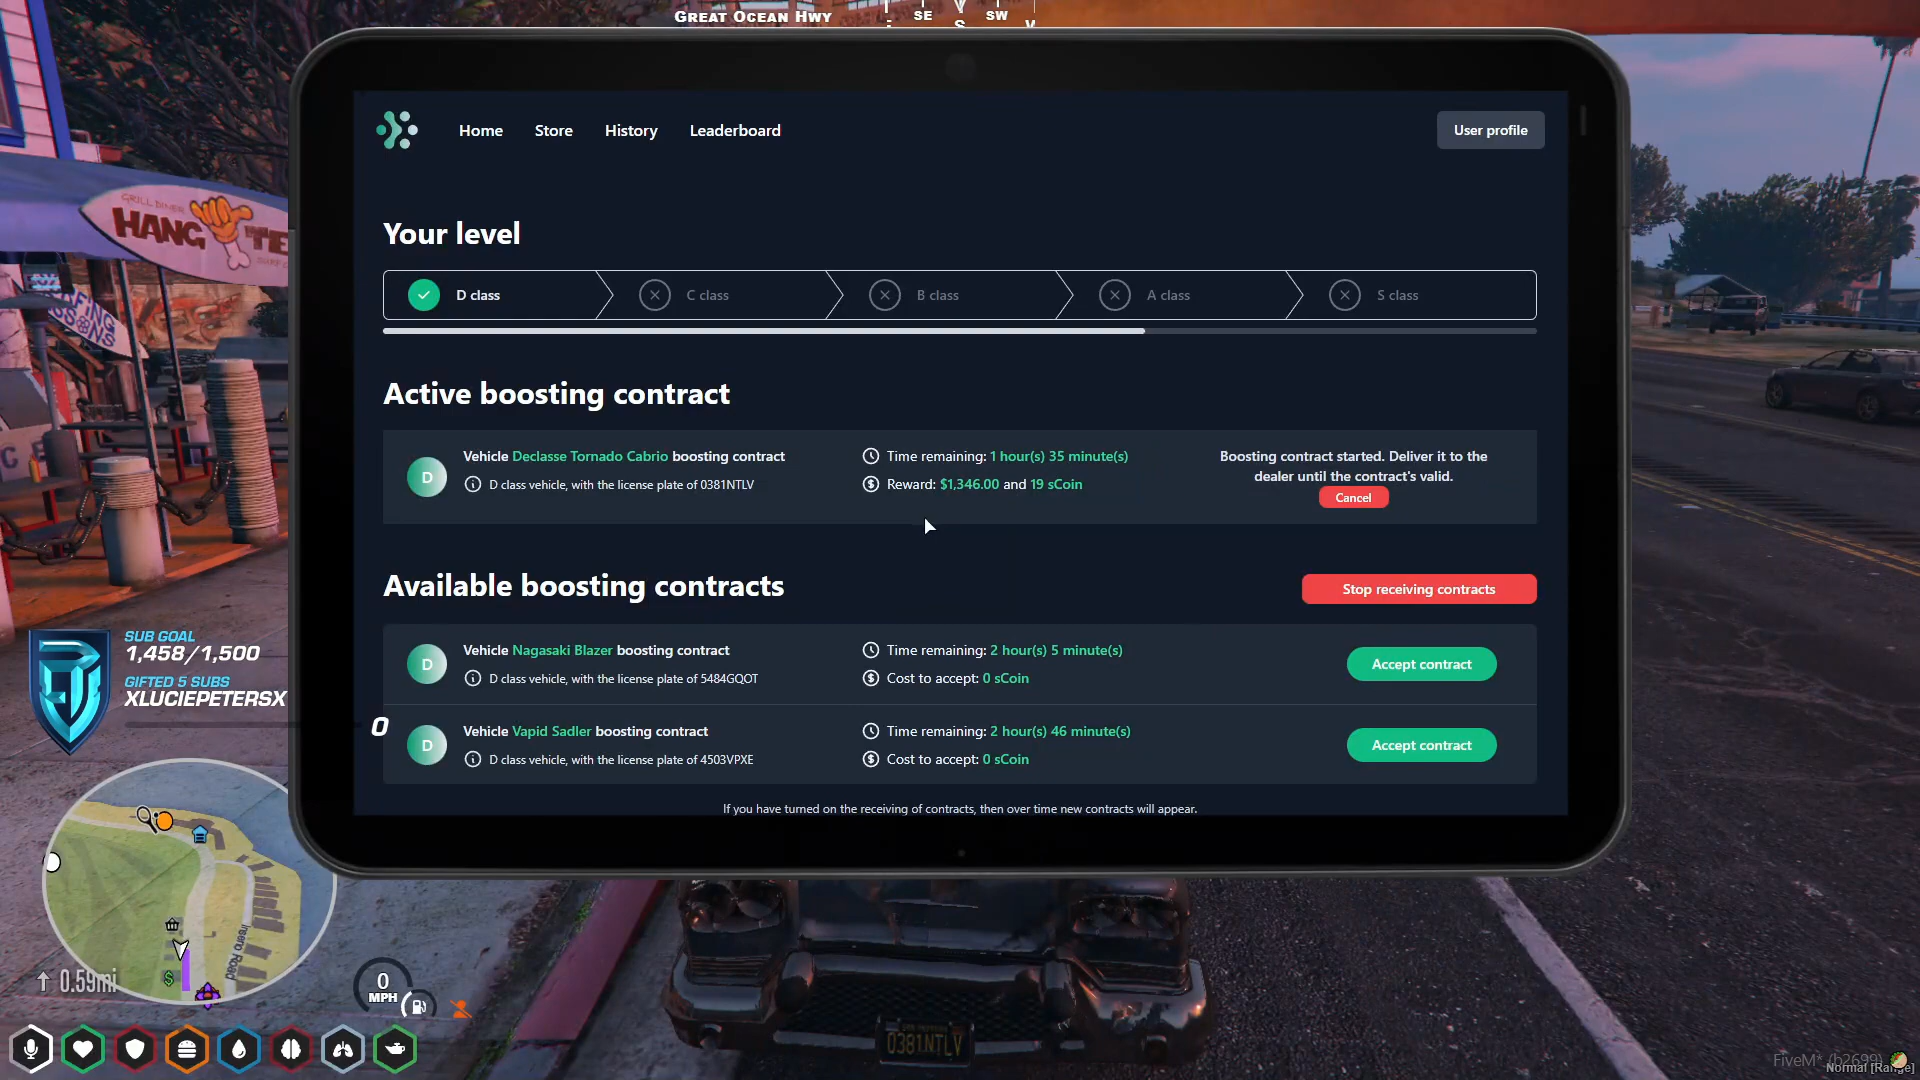 GREAT OCEAN HWY
SE
S
SW
Home
Store
History
Leaderboard
User profile
GRILL DINER
HANG
Your level
D class
C class
B class
A class
S class
Active boosting contract
D
Vehicle Declasse Tornado Cabrio boosting contract
D class vehicle, with the license plate of 0381NTLV
Time remaining: 1 hour(s) 35 minute(s)
Reward: $1,346.00 and 19 sCoin
Boosting contract started. Deliver it to the
dealer until the contract's valid.
Cancel
Available boosting contracts
Stop receiving contracts
D
Vehicle Nagasaki Blazer boosting contract
D class vehicle, with the license plate of 5484GQOT
Time remaining: 2 hour(s) 5 minute(s)
Cost to accept: 0 sCoin
Accept contract
D
Vehicle Vapid Sadler boosting contract
D class vehicle, with the license plate of 4503VPXE
Time remaining: 2 hour(s) 46 minute(s)
Cost to accept: 0 sCoin
Accept contract
If you have turned on the receiving of contracts, then over time new contracts will appear.
SUB GOAL
1,458/1,500
GIFTED 5 SUBS
XLUCIEPETERSX
0
Ineseno Road
0.59mi
0
MPH
0381NTLV
FiveM* (b2699)
Normal [Range]